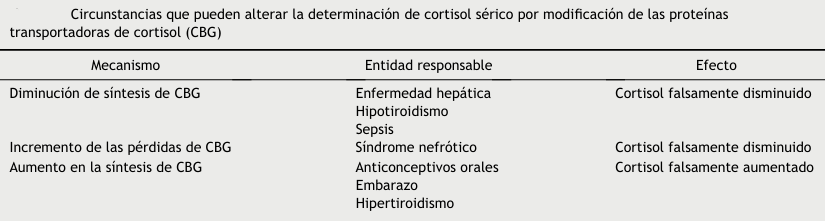 Circunstancias que pueden alterar la determinación de cortisol sérico por modificación de las proteínas
transportadoras de cortisol (CBG)
Mecanismo Entidad responsable Efecto
Diminución de síntesis de CBG Enfermedad hepática Cortisol falsamente disminuido
Hipotiroidismo
Sepsis
Incremento de las pérdidas de CBG Síndrome nefrótico Cortisol falsamente disminuido
Aumento en la síntesis de CBG Anticonceptivos orales Cortisol falsamente aumentado
Embarazo
Hipertiroidismo